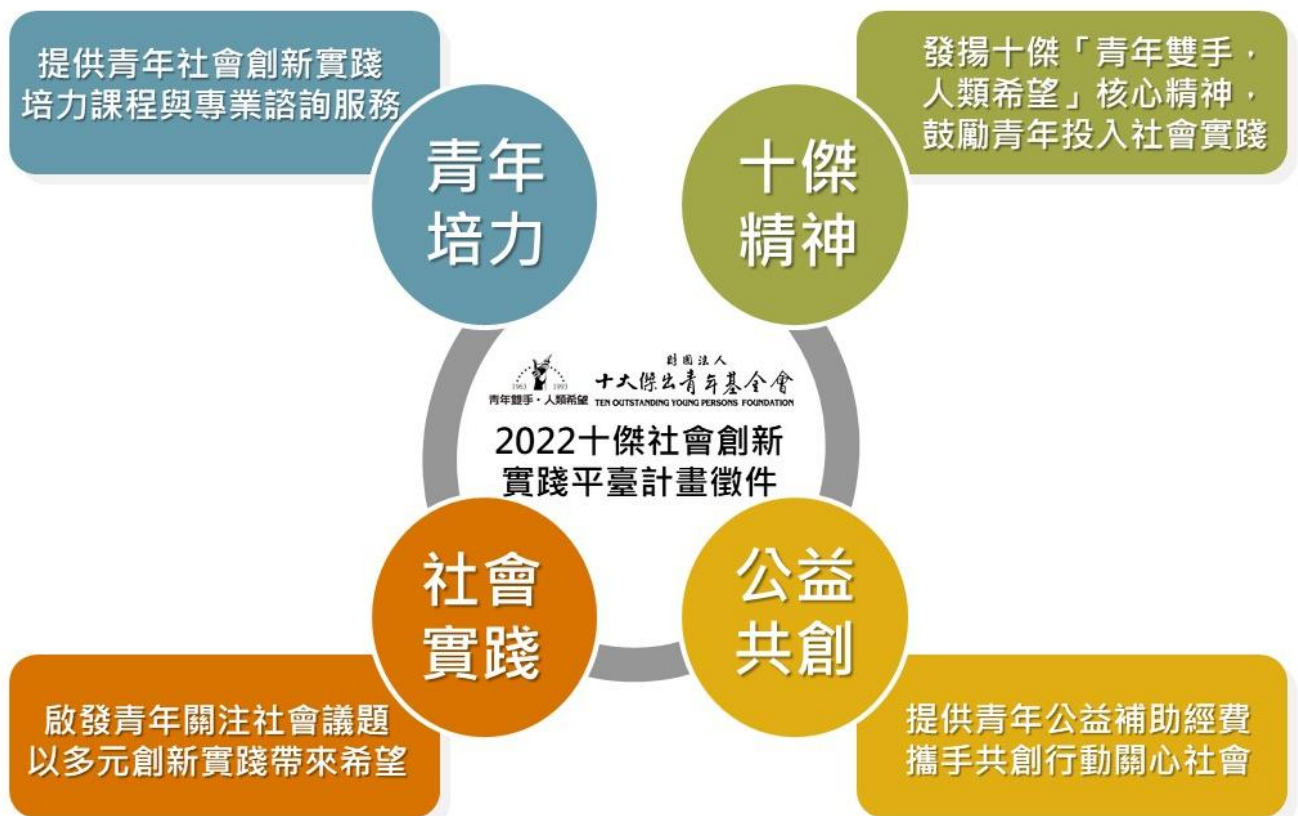 提供青年社會創新實踐
培力課程與專業諮詢服務
青年
培力
發揚十傑「青年雙手，
人類希望」核心精神，
鼓勵青年投入社會實踐
十傑
精神
1963 1993
青年雙手・人類希望
財團法人
十大傑出青年基金會
TEN OUTSTANDING YOUNG PERSONS FOUNDATION
2022十傑社會創新
實踐平臺計畫徵件
社會
實踐
啟發青年關注社會議題
以多元創新實踐帶來希望
公益
共創
提供青年公益補助經費
攜手共創行動關心社會